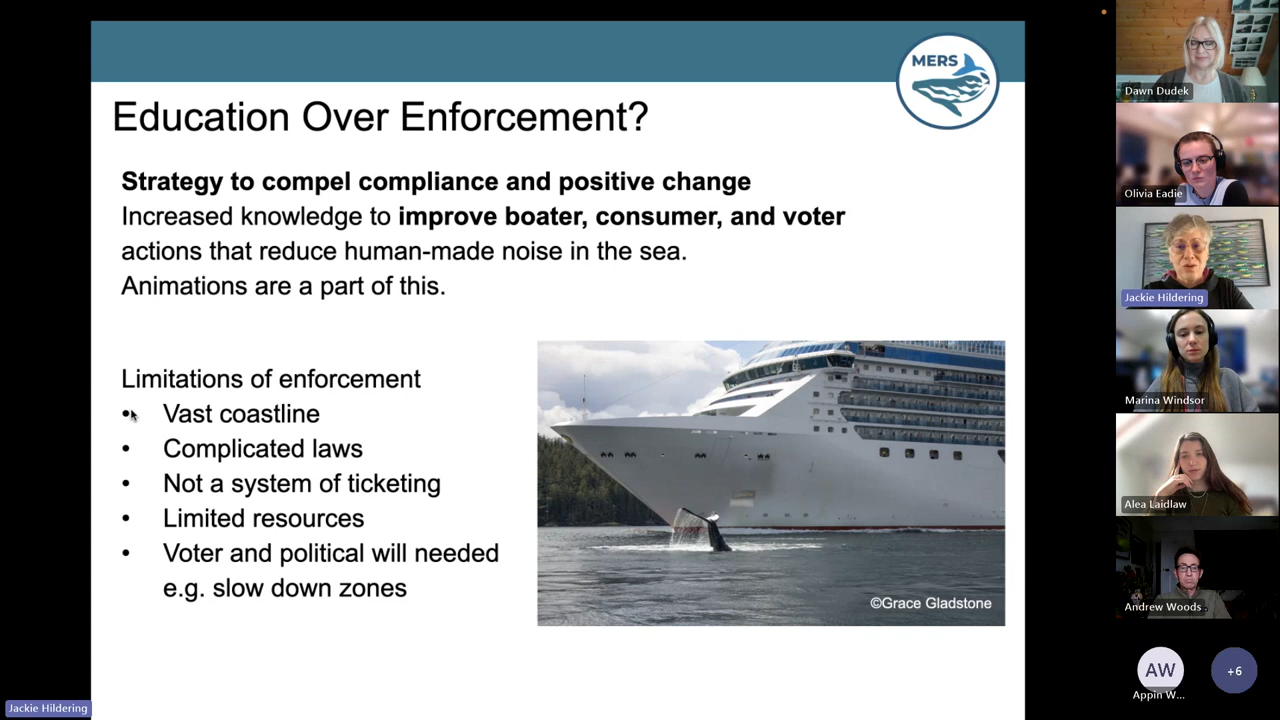 MERS
Education Over Enforcement?
Strategy to compel compliance and positive change
Increased knowledge to improve boater, consumer, and voter
actions that reduce human-made noise in the sea.
Animations are a part of this.
Limitations of enforcement
• Vast coastline
• Complicated laws
• Not a system of ticketing
• Limited resources
• Voter and political will needed
e.g. slow down zones
©Grace Gladstone
Jackie Hildering
Dawn Dudek
Olivia Eadie
Jackie Hildering
Marina Windsor
Alea Laidlaw
Andrew Woods
AW
Appin W...
+6